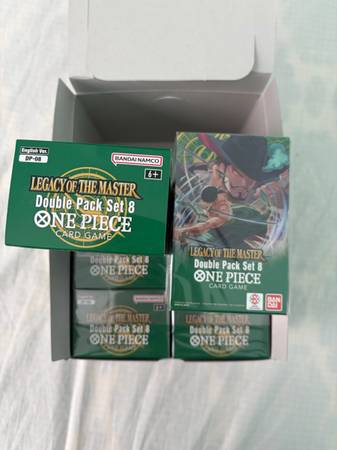 English Ver.
DP-08
BANDAI NAMCO
6+
LEGACY OF THE MASTER
Double Pack Set 8
ONE PIECE
CARD GAME
LEGACY OF THE MASTER
Double Pack Set 8
ONE PIECE
CARD GAME
BANDAI
Double Pack Set 8
ONE PIECE
LEGACY OF THE MASTER
Double Pack Set 8
ONE PIECE
LEGACY OF THE MASTER
Double Pack Set 8
ONE PIECE